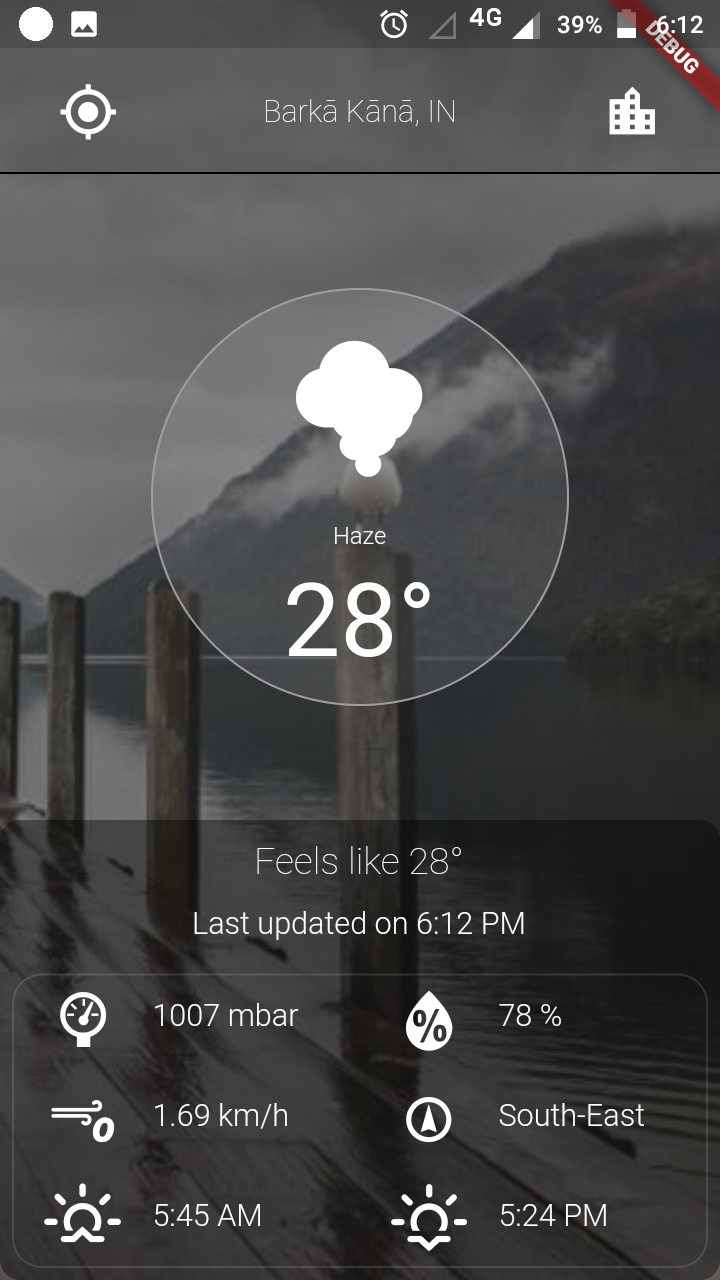 4G 39% 6:12
DEBUG
Barkā Kānā, IN
Haze
28°
Feels like 28°
Last updated on 6:12 PM
1007 mbar
% 78 %
1.69 km/h
South-East
5:45 AM
5:24 PM